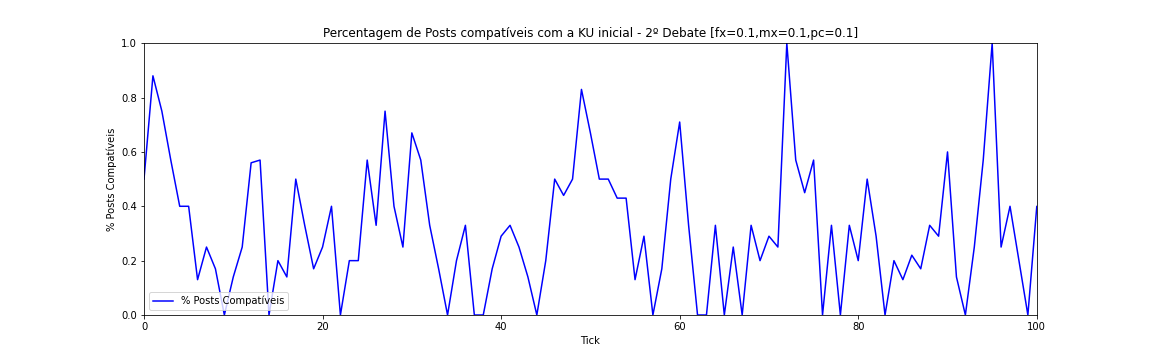 Percentagem de Posts compatíveis com a KU inicial - 2º Debate [fx=0.1,mx=0.1,pc=0.1]
1.0
0.8
0.6
0.4
0.2
0.0
% Posts Compatíveis
% Posts Compatíveis
0 20 40 60 80 100
Tick